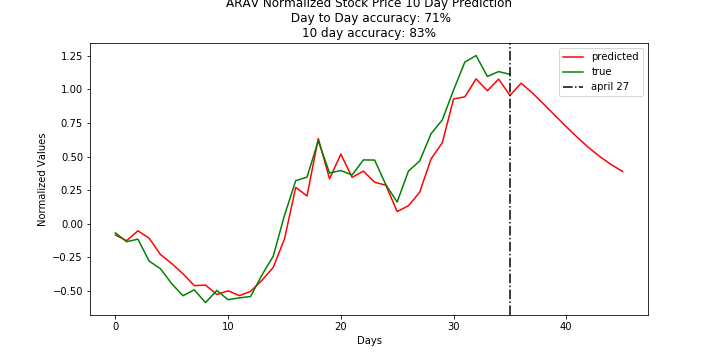 ARAV Normalized Stock Price 10 Day Prediction
Day to Day accuracy: 71%
10 day accuracy: 83%
1.25
1.00
0.75
0.50
0.25
0.00
−0.25
−0.50
Normalized Values
predicted
true
april 27
0 10 20 30 40
Days